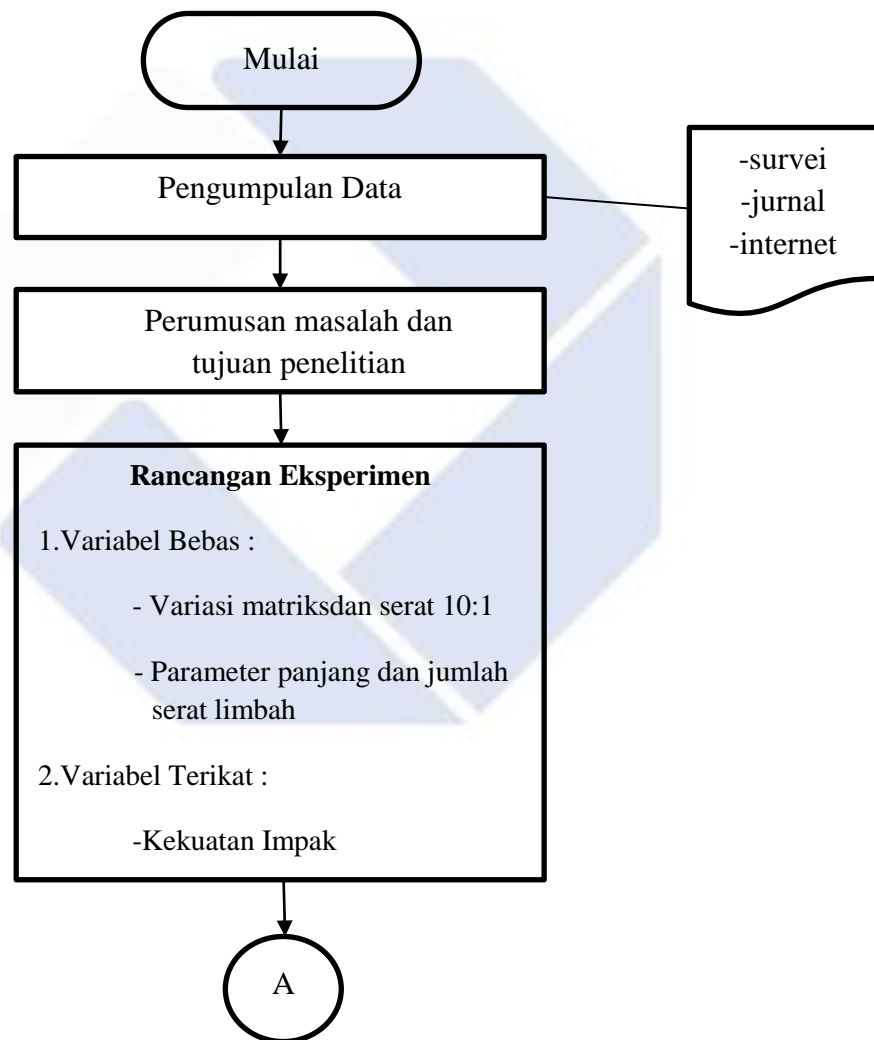 Mulai
Pengumpulan Data
-survei
-jurnal
-internet
Perumusan masalah dan
tujuan penelitian
Rancangan Eksperimen
1.Variabel Bebas :
- Variasi matriksdan serat 10:1
- Parameter panjang dan jumlah
serat limbah
2.Variabel Terikat :
-Kekuatan Impak
A